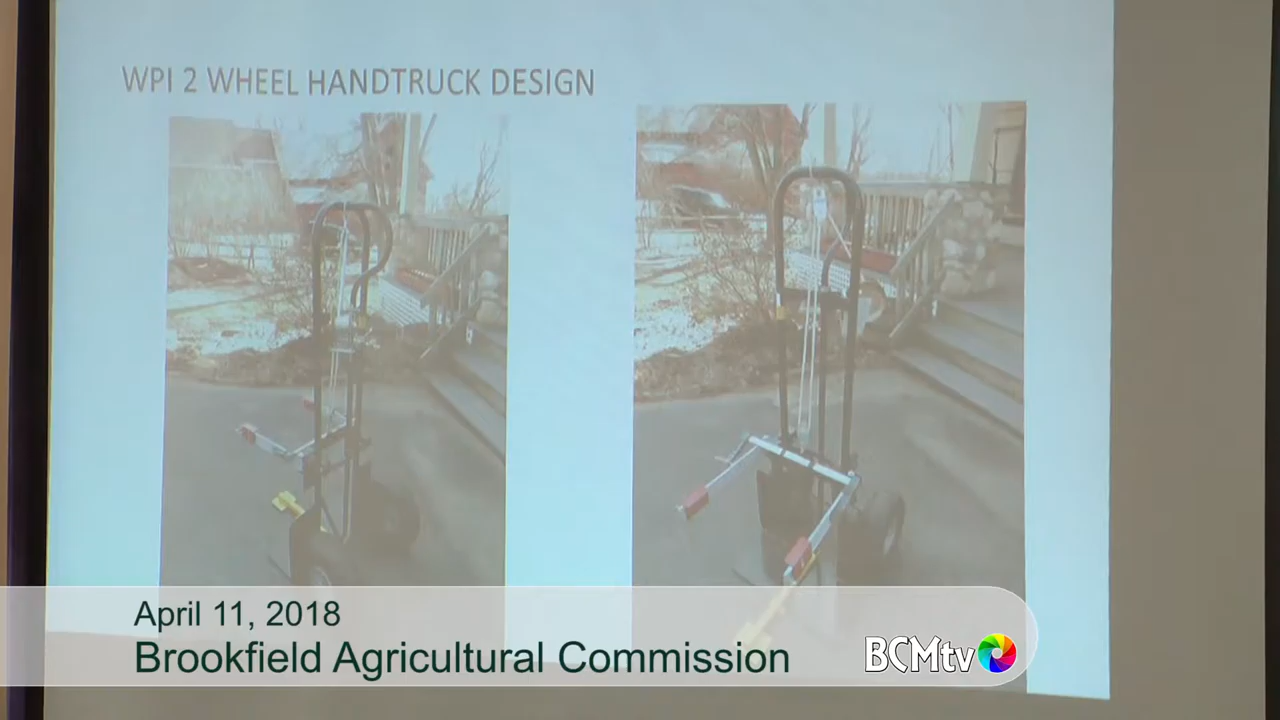 WPI 2 WHEEL HANDTRUCK DESIGN
April 11, 2018
Brookfield Agricultural Commission
BCMtv